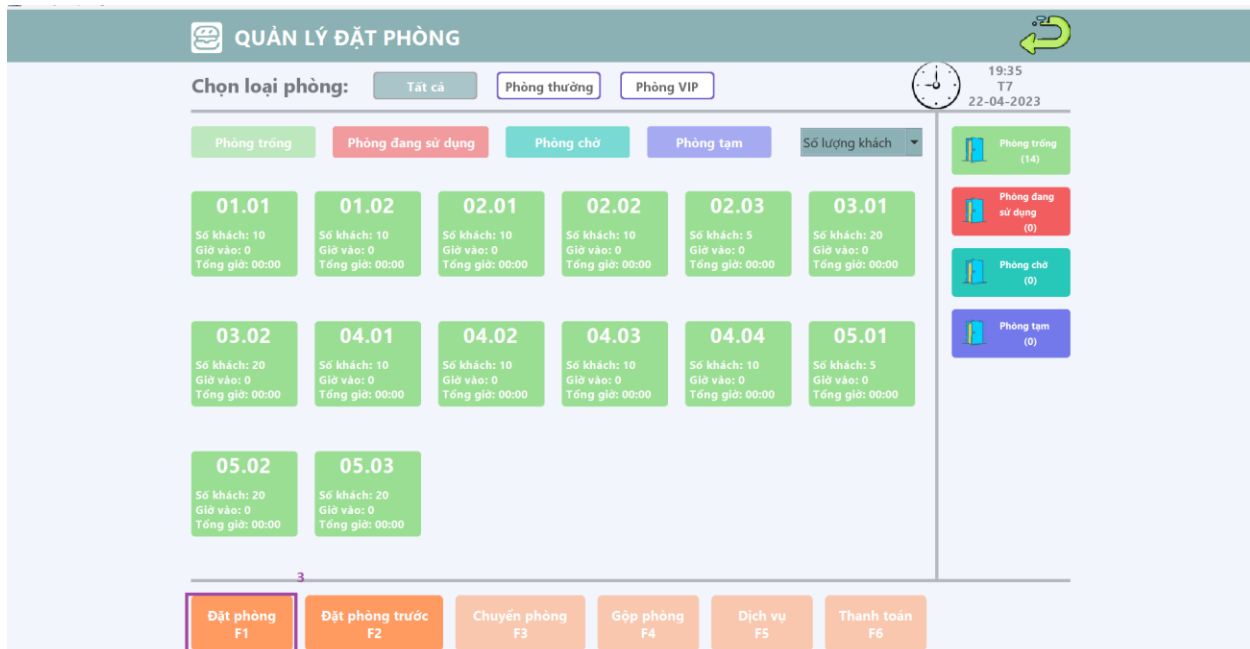 QUẢN LÝ ĐẶT PHÒNG
Chọn loại phòng:
Tất cả
Phòng thường
Phòng VIP
19:35
T7
22-04-2023
Phòng trống
Phòng đang sử dụng
Phòng chờ
Phòng tạm
Số lượng khách
01.01
Số khách: 10
Giờ vào: 0
Tổng giờ: 00:00
01.02
Số khách: 10
Giờ vào: 0
Tổng giờ: 00:00
02.01
Số khách: 10
Giờ vào: 0
Tổng giờ: 00:00
02.02
Số khách: 10
Giờ vào: 0
Tổng giờ: 00:00
02.03
Số khách: 5
Giờ vào: 0
Tổng giờ: 00:00
03.01
Số khách: 20
Giờ vào: 0
Tổng giờ: 00:00
03.02
Số khách: 20
Giờ vào: 0
Tổng giờ: 00:00
04.01
Số khách: 10
Giờ vào: 0
Tổng giờ: 00:00
04.02
Số khách: 10
Giờ vào: 0
Tổng giờ: 00:00
04.03
Số khách: 10
Giờ vào: 0
Tổng giờ: 00:00
04.04
Số khách: 10
Giờ vào: 0
Tổng giờ: 00:00
05.01
Số khách: 5
Giờ vào: 0
Tổng giờ: 00:00
05.02
Số khách: 20
Giờ vào: 0
Tổng giờ: 00:00
05.03
Số khách: 20
Giờ vào: 0
Tổng giờ: 00:00
Phòng trống
(14)
Phòng đang
sử dụng
(0)
Phòng chờ
(0)
Phòng tạm
(0)
3
Đặt phòng
F1
Đặt phòng trước
F2
Chuyển phòng
F3
Gộp phòng
F4
Dịch vụ
F5
Thanh toán
F6